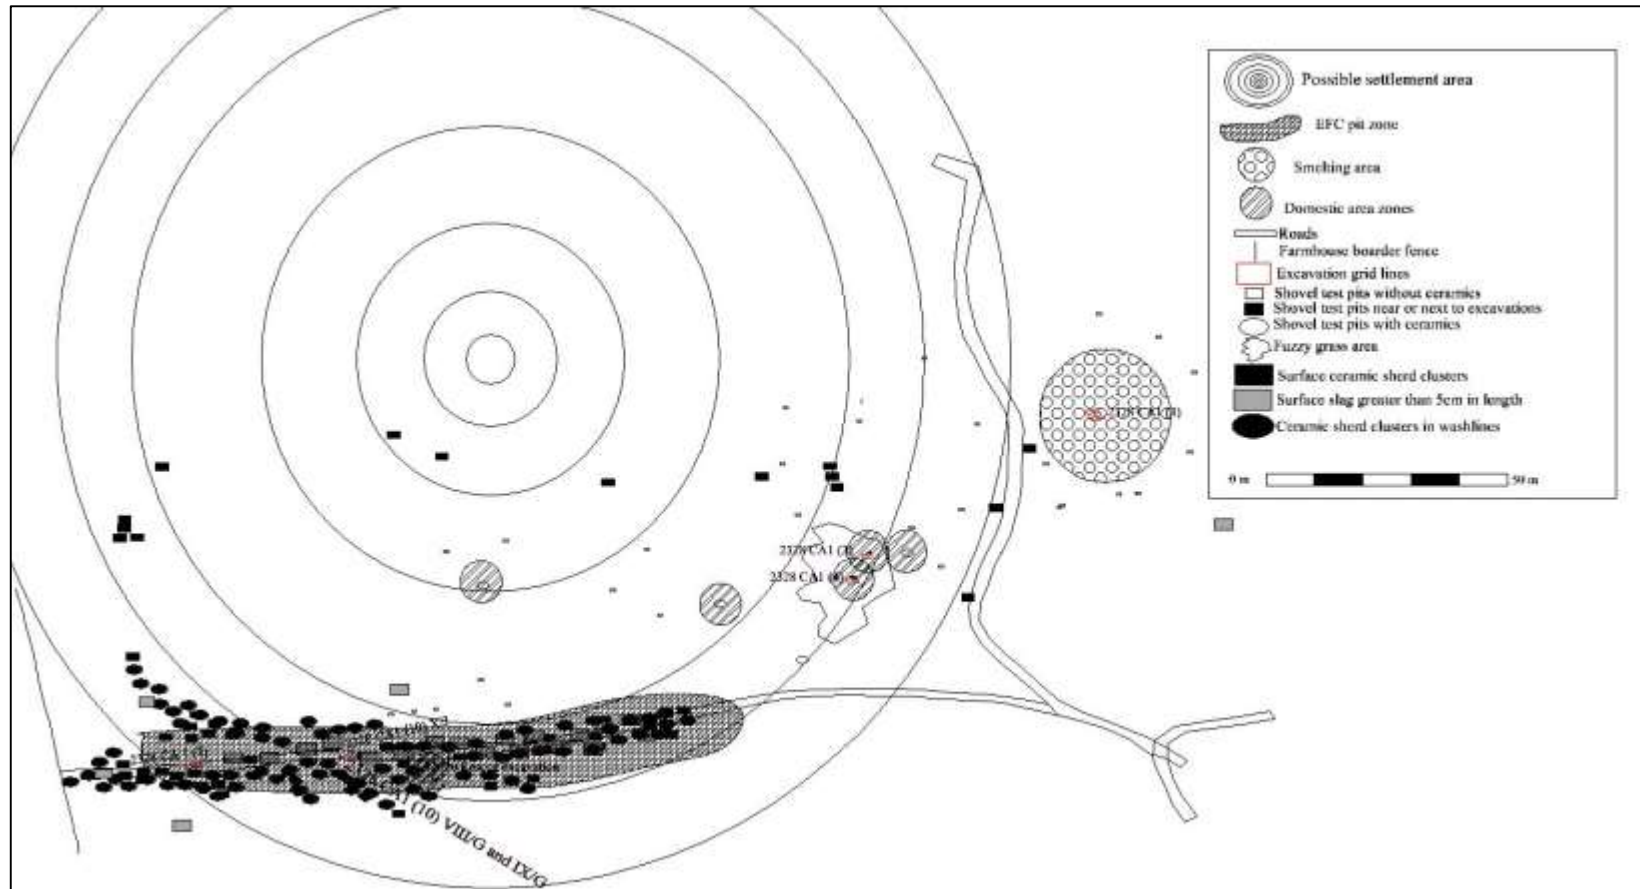 Possible settlement area
EFC pit zone
Smelting area
Domestic area zones
Roads
Farmhouse boarder fence
Excavation grid lines
Shovel test pits without ceramics
Shovel test pits near or next to excavations
Shovel test pits with ceramics
Fuzzy grass area
Surface ceramic sherd clusters
Surface slag greater than 5cm in length
Ceramic sherd clusters in washlines
0 m
50 m
2328 CA1
2328 CA1
(10) VIII/G and IX/G